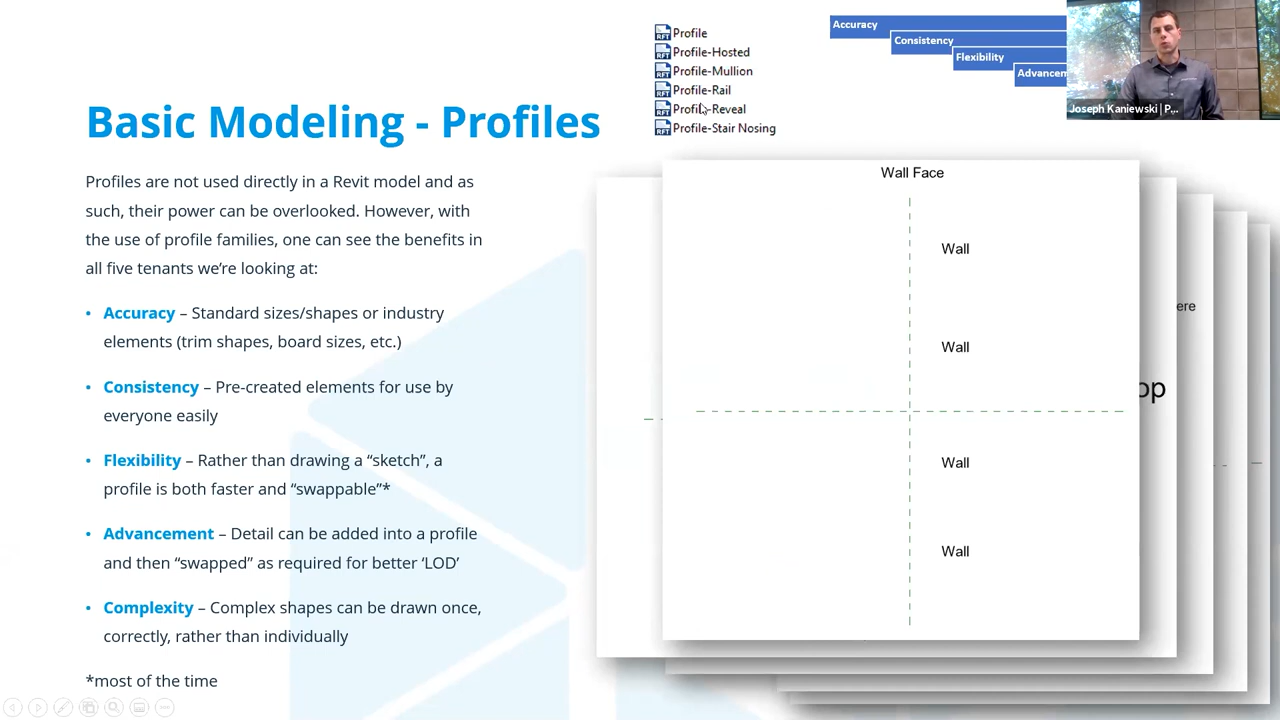 Profile
Profile-Hosted
Profile-Mullion
Profile-Rail
Profile-Reveal
Profile-Stair Nosing
Accuracy
Consistency
Flexibility
Advancem
Joseph Kaniewski | P...
Basic Modeling - Profiles
Profiles are not used directly in a Revit model and as
such, their power can be overlooked. However, with
the use of profile families, one can see the benefits in
all five tenants we’re looking at:
• Accuracy – Standard sizes/shapes or industry
elements (trim shapes, board sizes, etc.)
• Consistency – Pre-created elements for use by
everyone easily
• Flexibility – Rather than drawing a “sketch”, a
profile is both faster and “swappable”*
• Advancement – Detail can be added into a profile
and then “swapped” as required for better ‘LOD’
• Complexity – Complex shapes can be drawn once,
correctly, rather than individually
*most of the time
Wall Face
Wall
Wall
Wall
Wall
ere
op